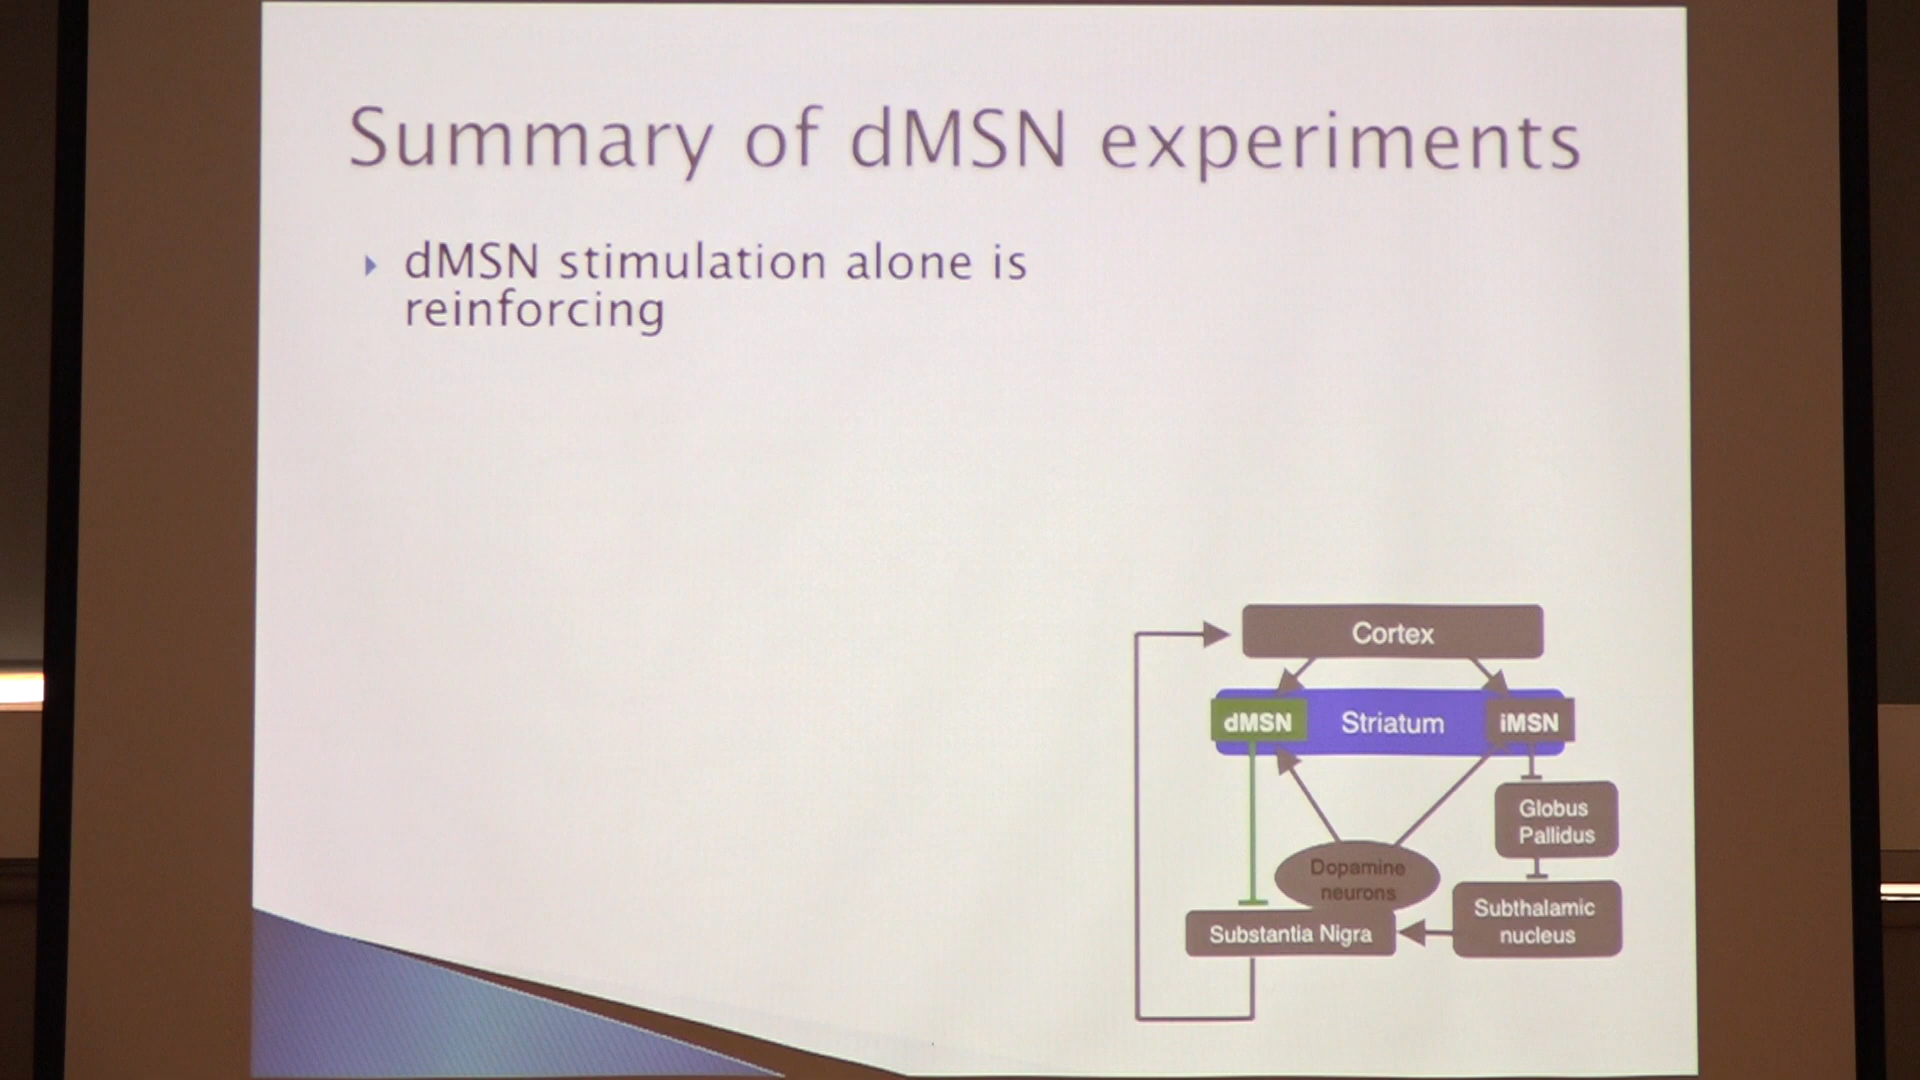 Summary of dMSN experiments
dMSN stimulation alone is
reinforcing
Cortex
dMSN
Striatum
iMSN
Globus
Pallidus
Dopamine
neurons
Subthalamic
nucleus
Substantia Nigra